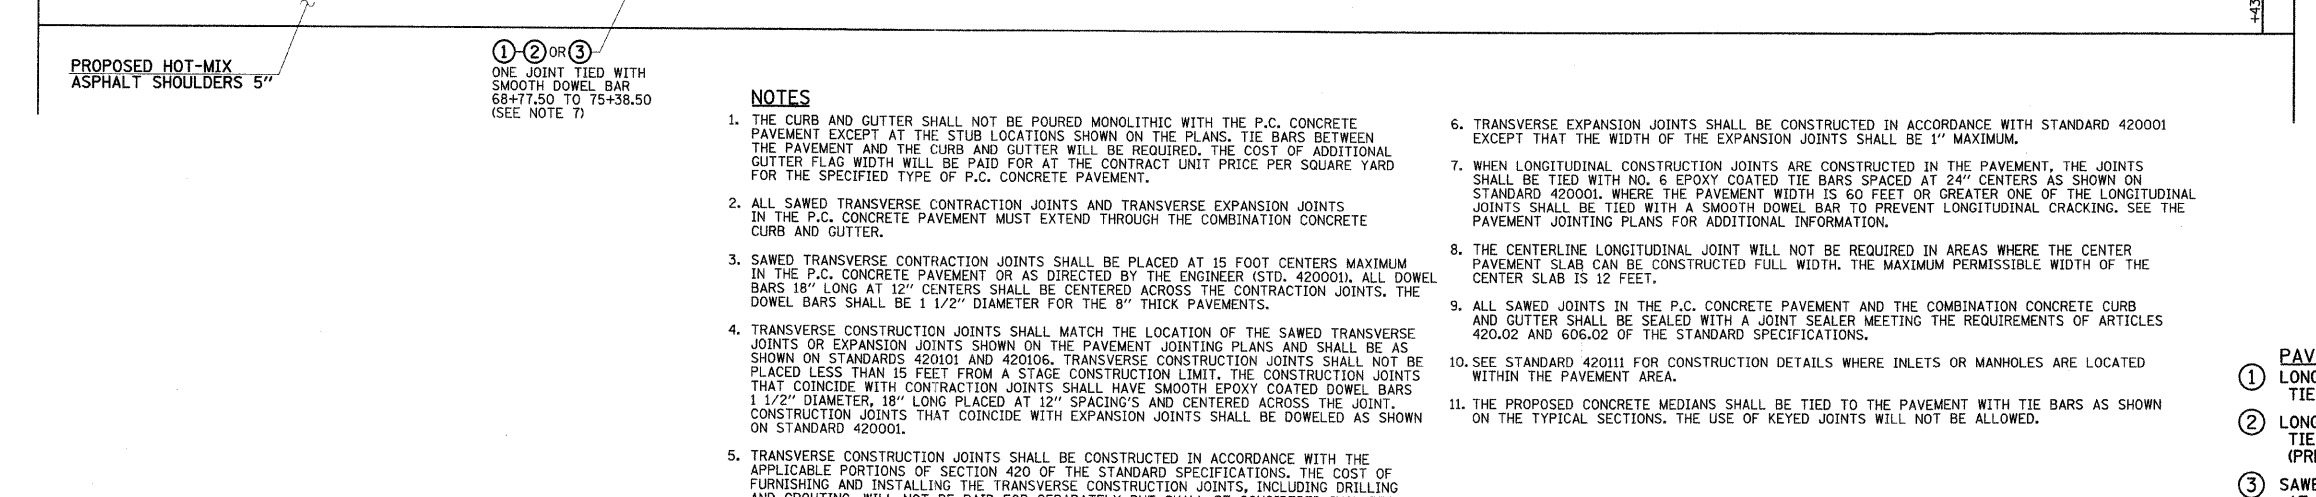 +43
PROPOSED HOT-MIX
ASPHALT SHOULDERS 5"
1-2 OR 3
ONE JOINT TIED WITH
SMOOTH DOWEL BAR
68+77.50 TO 75+38.50
(SEE NOTE 7)
NOTES
1. THE CURB AND GUTTER SHALL NOT BE POURED MONOLITHIC WITH THE P.C. CONCRETE
PAVEMENT EXCEPT AT THE STUB LOCATIONS SHOWN ON THE PLANS. TIE BARS BETWEEN
THE PAVEMENT AND THE CURB AND GUTTER WILL BE REQUIRED. THE COST OF ADDITIONAL
GUTTER FLAG WIDTH WILL BE PAID FOR AT THE CONTRACT UNIT PRICE PER SQUARE YARD
FOR THE SPECIFIED TYPE OF P.C. CONCRETE PAVEMENT.
2. ALL SAWED TRANSVERSE CONTRACTION JOINTS AND TRANSVERSE EXPANSION JOINTS
IN THE P.C. CONCRETE PAVEMENT MUST EXTEND THROUGH THE COMBINATION CONCRETE
CURB AND GUTTER.
3. SAWED TRANSVERSE CONTRACTION JOINTS SHALL BE PLACED AT 15 FOOT CENTERS MAXIMUM
IN THE P.C. CONCRETE PAVEMENT OR AS DIRECTED BY THE ENGINEER (STD. 420001). ALL DOWEL
BARS 18" LONG AT 12" CENTERS SHALL BE CENTERED ACROSS THE CONTRACTION JOINTS. THE
DOWEL BARS SHALL BE 1 1/2" DIAMETER FOR THE 8" THICK PAVEMENTS.
4. TRANSVERSE CONSTRUCTION JOINTS SHALL MATCH THE LOCATION OF THE SAWED TRANSVERSE
JOINTS OR EXPANSION JOINTS SHOWN ON THE PAVEMENT JOINTING PLANS AND SHALL BE AS
SHOWN ON STANDARDS 420101 AND 420106. TRANSVERSE CONSTRUCTION JOINTS SHALL NOT BE
PLACED LESS THAN 15 FEET FROM A STAGE CONSTRUCTION LIMIT. THE CONSTRUCTION JOINTS
THAT COINCIDE WITH CONTRACTION JOINTS SHALL HAVE SMOOTH EPOXY COATED DOWEL BARS
1 1/2" DIAMETER, 18" LONG PLACED AT 12" SPACING'S AND CENTERED ACROSS THE JOINT.
CONSTRUCTION JOINTS THAT COINCIDE WITH EXPANSION JOINTS SHALL BE DOWELED AS SHOWN
ON STANDARD 420001.
5. TRANSVERSE CONSTRUCTION JOINTS SHALL BE CONSTRUCTED IN ACCORDANCE WITH THE
APPLICABLE PORTIONS OF SECTION 420 OF THE STANDARD SPECIFICATIONS. THE COST OF
FURNISHING AND INSTALLING THE TRANSVERSE CONSTRUCTION JOINTS, INCLUDING DRILLING
6. TRANSVERSE EXPANSION JOINTS SHALL BE CONSTRUCTED IN ACCORDANCE WITH STANDARD 420001
EXCEPT THAT THE WIDTH OF THE EXPANSION JOINTS SHALL BE 1" MAXIMUM.
7. WHEN LONGITUDINAL CONSTRUCTION JOINTS ARE CONSTRUCTED IN THE PAVEMENT, THE JOINTS
SHALL BE TIED WITH NO. 6 EPOXY COATED TIE BARS SPACED AT 24" CENTERS AS SHOWN ON
STANDARD 420001. WHERE THE PAVEMENT WIDTH IS 60 FEET OR GREATER ONE OF THE LONGITUDINAL
JOINTS SHALL BE TIED WITH A SMOOTH DOWEL BAR TO PREVENT LONGITUDINAL CRACKING. SEE THE
PAVEMENT JOINTING PLANS FOR ADDITIONAL INFORMATION.
8. THE CENTERLINE LONGITUDINAL JOINT WILL NOT BE REQUIRED IN AREAS WHERE THE CENTER
PAVEMENT SLAB CAN BE CONSTRUCTED FULL WIDTH. THE MAXIMUM PERMISSIBLE WIDTH OF THE
CENTER SLAB IS 12 FEET.
9. ALL SAWED JOINTS IN THE P.C. CONCRETE PAVEMENT AND THE COMBINATION CONCRETE CURB
AND GUTTER SHALL BE SEALED WITH A JOINT SEALER MEETING THE REQUIREMENTS OF ARTICLES
420.02 AND 606.02 OF THE STANDARD SPECIFICATIONS.
10. SEE STANDARD 420111 FOR CONSTRUCTION DETAILS WHERE INLETS OR MANHOLES ARE LOCATED
WITHIN THE PAVEMENT AREA.
11. THE PROPOSED CONCRETE MEDIANS SHALL BE TIED TO THE PAVEMENT WITH TIE BARS AS SHOWN
ON THE TYPICAL SECTIONS. THE USE OF KEYED JOINTS WILL NOT BE ALLOWED.
PAV
1 LONG
TIE
2 LONG
TIE
(PR
3 SAWE